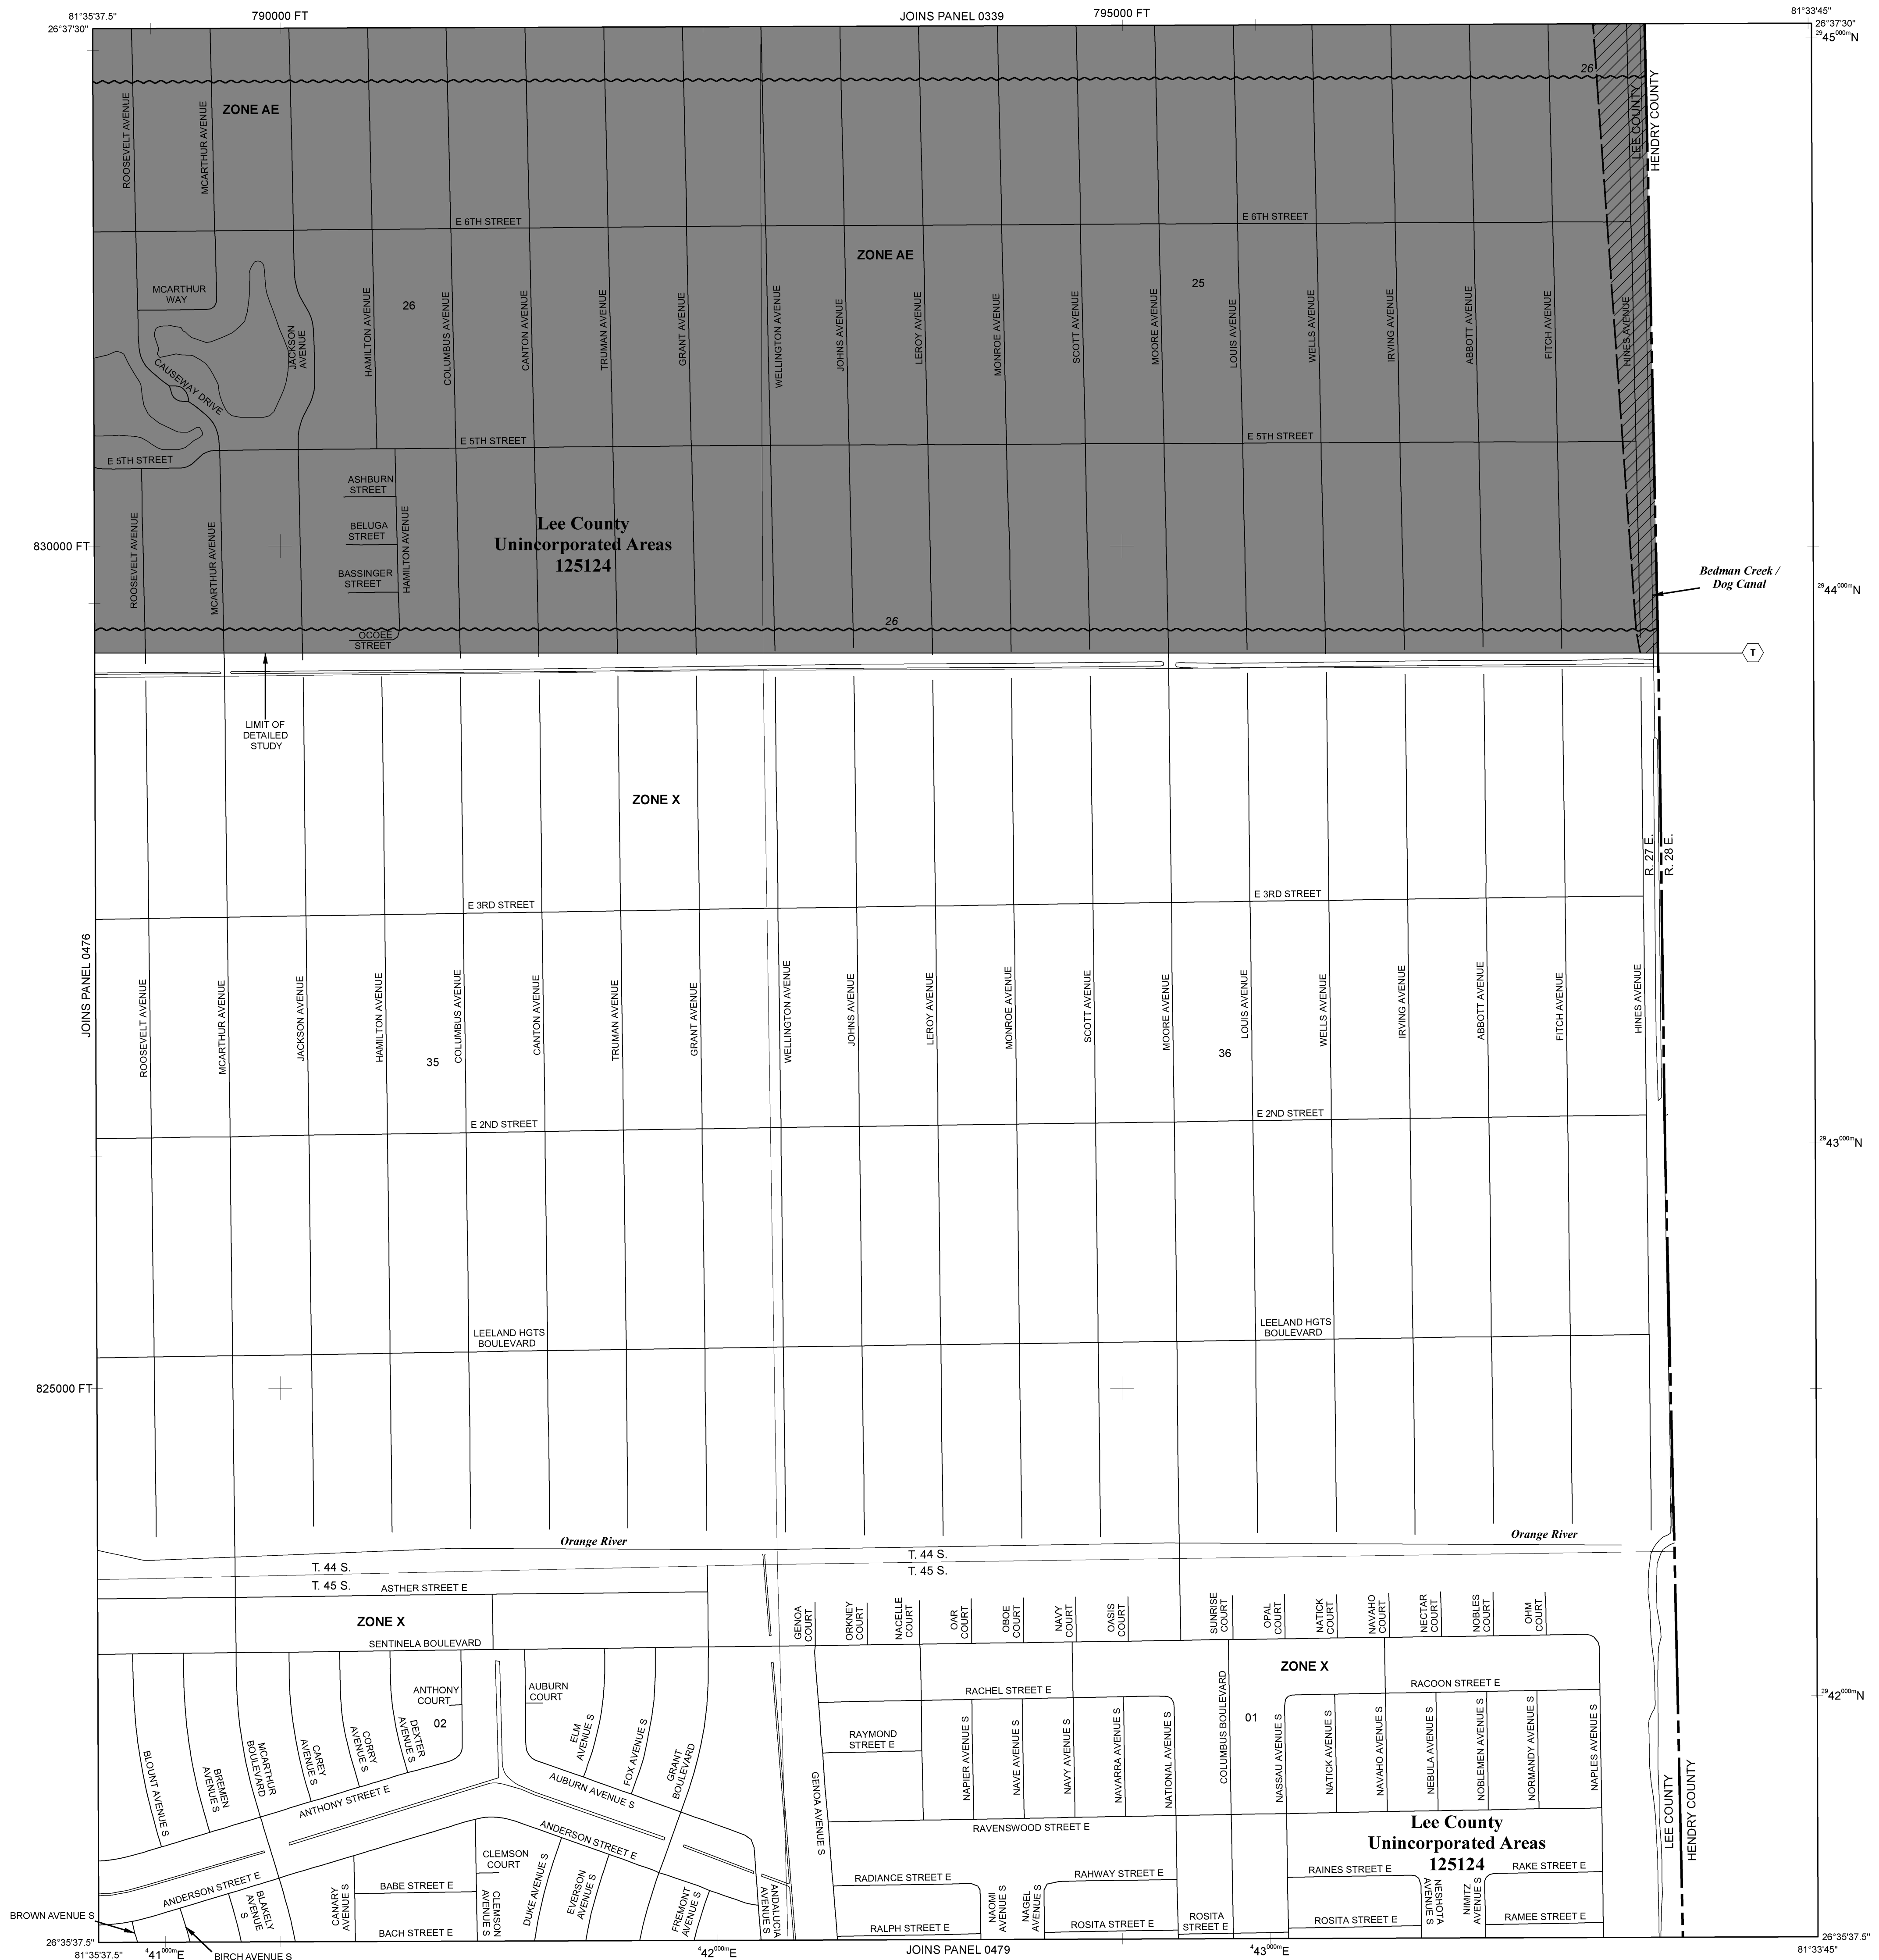 81°35'37.5"
790000 FT
JOINS PANEL 0339
795000 FT
81°33'45"
26°37'30"
26°37'30"
2945000mN
26
ROOSEVELT AVENUE
MCARTHUR AVENUE
ZONE AE
LEE COUNTY
HENDRY COUNTY
E 6TH STREET
E 6TH STREET
ZONE AE
MCARTHUR
WAY
26
25
JACKSON
AVENUE
HAMILTON AVENUE
COLUMBUS AVENUE
CANTON AVENUE
TRUMAN AVENUE
GRANT AVENUE
WELLINGTON AVENUE
JOHNS AVENUE
LEROY AVENUE
MONROE AVENUE
SCOTT AVENUE
MOORE AVENUE
LOUIS AVENUE
WELLS AVENUE
IRVING AVENUE
ABBOTT AVENUE
FITCH AVENUE
HINES AVENUE
CAUSEWAY DRIVE
E 5TH STREET
E 5TH STREET
E 5TH STREET
ASHBURN
STREET
BELUGA
STREET
BASSINGER
STREET
OCOEE
STREET
HAMILTON AVENUE
ROOSEVELT AVENUE
MCARTHUR AVENUE
Lee County
Unincorporated Areas
125124
830000 FT
Bedman Creek /
Dog Canal
2944000mN
26
T
LIMIT OF
DETAILED
STUDY
ZONE X
R. 27 E.
R. 28 E.
E 3RD STREET
E 3RD STREET
JOINS PANEL 0476
ROOSEVELT AVENUE
MCARTHUR AVENUE
JACKSON AVENUE
HAMILTON AVENUE
COLUMBUS AVENUE
CANTON AVENUE
TRUMAN AVENUE
GRANT AVENUE
WELLINGTON AVENUE
JOHNS AVENUE
LEROY AVENUE
MONROE AVENUE
SCOTT AVENUE
MOORE AVENUE
LOUIS AVENUE
WELLS AVENUE
IRVING AVENUE
ABBOTT AVENUE
FITCH AVENUE
HINES AVENUE
35
36
E 2ND STREET
E 2ND STREET
2943000mN
LEELAND HGTS
BOULEVARD
LEELAND HGTS
BOULEVARD
825000 FT
Orange River
Orange River
T. 44 S.
T. 45 S.
T. 44 S.
T. 45 S.
ASTHER STREET E
ZONE X
SENTINELA BOULEVARD
GENOA
COURT
ORKNEY
COURT
NACELLE
COURT
OAR
COURT
OBOE
COURT
NAVY
COURT
OASIS
COURT
SUNRISE
COURT
OPAL
COURT
NATICK
COURT
NAVAHO
COURT
NECTAR
COURT
NOBLES
COURT
OHM
COURT
ZONE X
RACHEL STREET E
RACOON STREET E
ANTHONY
COURT
AUBURN
COURT
02
01
2942000mN
RAYMOND
STREET E
BLOUNT AVENUE S
BREMEN
AVENUE S
MCARTHUR
BOULEVARD
CAREY
AVENUE S
CORRY
AVENUE S
DEXTER
AVENUE S
ELM
AVENUE S
FOX AVENUE S
GRANT
BOULEVARD
GENOA AVENUE S
NAPIER AVENUE S
NAVE AVENUE S
NAVY AVENUE S
NAVARRA AVENUE S
NATIONAL AVENUE S
COLUMBUS BOULEVARD
NASSAU AVENUE S
NATICK AVENUE S
NAVAHO AVENUE S
NEBULA AVENUE S
NOBLEMEN AVENUE S
NORMANDY AVENUE S
NAPLES AVENUE S
LEE COUNTY
HENDRY COUNTY
ANTHONY STREET E
AUBURN AVENUE S
ANDERSON STREET E
ANDERSON STREET E
RAVENSWOOD STREET E
Lee County
Unincorporated Areas
125124
CLEMSON
COURT
BABE STREET E
BACH STREET E
RADIANCE STREET E
RAHWAY STREET E
RAINES STREET E
RAKE STREET E
BROWN AVENUE S
BLAKELY
AVENUE
S
CANARY
AVENUE S
CLEMSON
AVENUE S
DUKE AVENUE S
EVERSON
AVENUE S
FREMONT
AVENUE S
ANDALUCIA
AVENUE S
NAOMI
AVENUE S
NAGEL
AVENUE S
NESHOTA
AVENUE S
NIMITZ
AVENUE S
RALPH STREET E
ROSITA STREET E
ROSITA
STREET E
ROSITA STREET E
RAMEE STREET E
26°35'37.5"
26°35'37.5"
81°35'37.5"
441000mE
BIRCH AVENUE S
442000mE
JOINS PANEL 0479
443000mE
81°33'45"